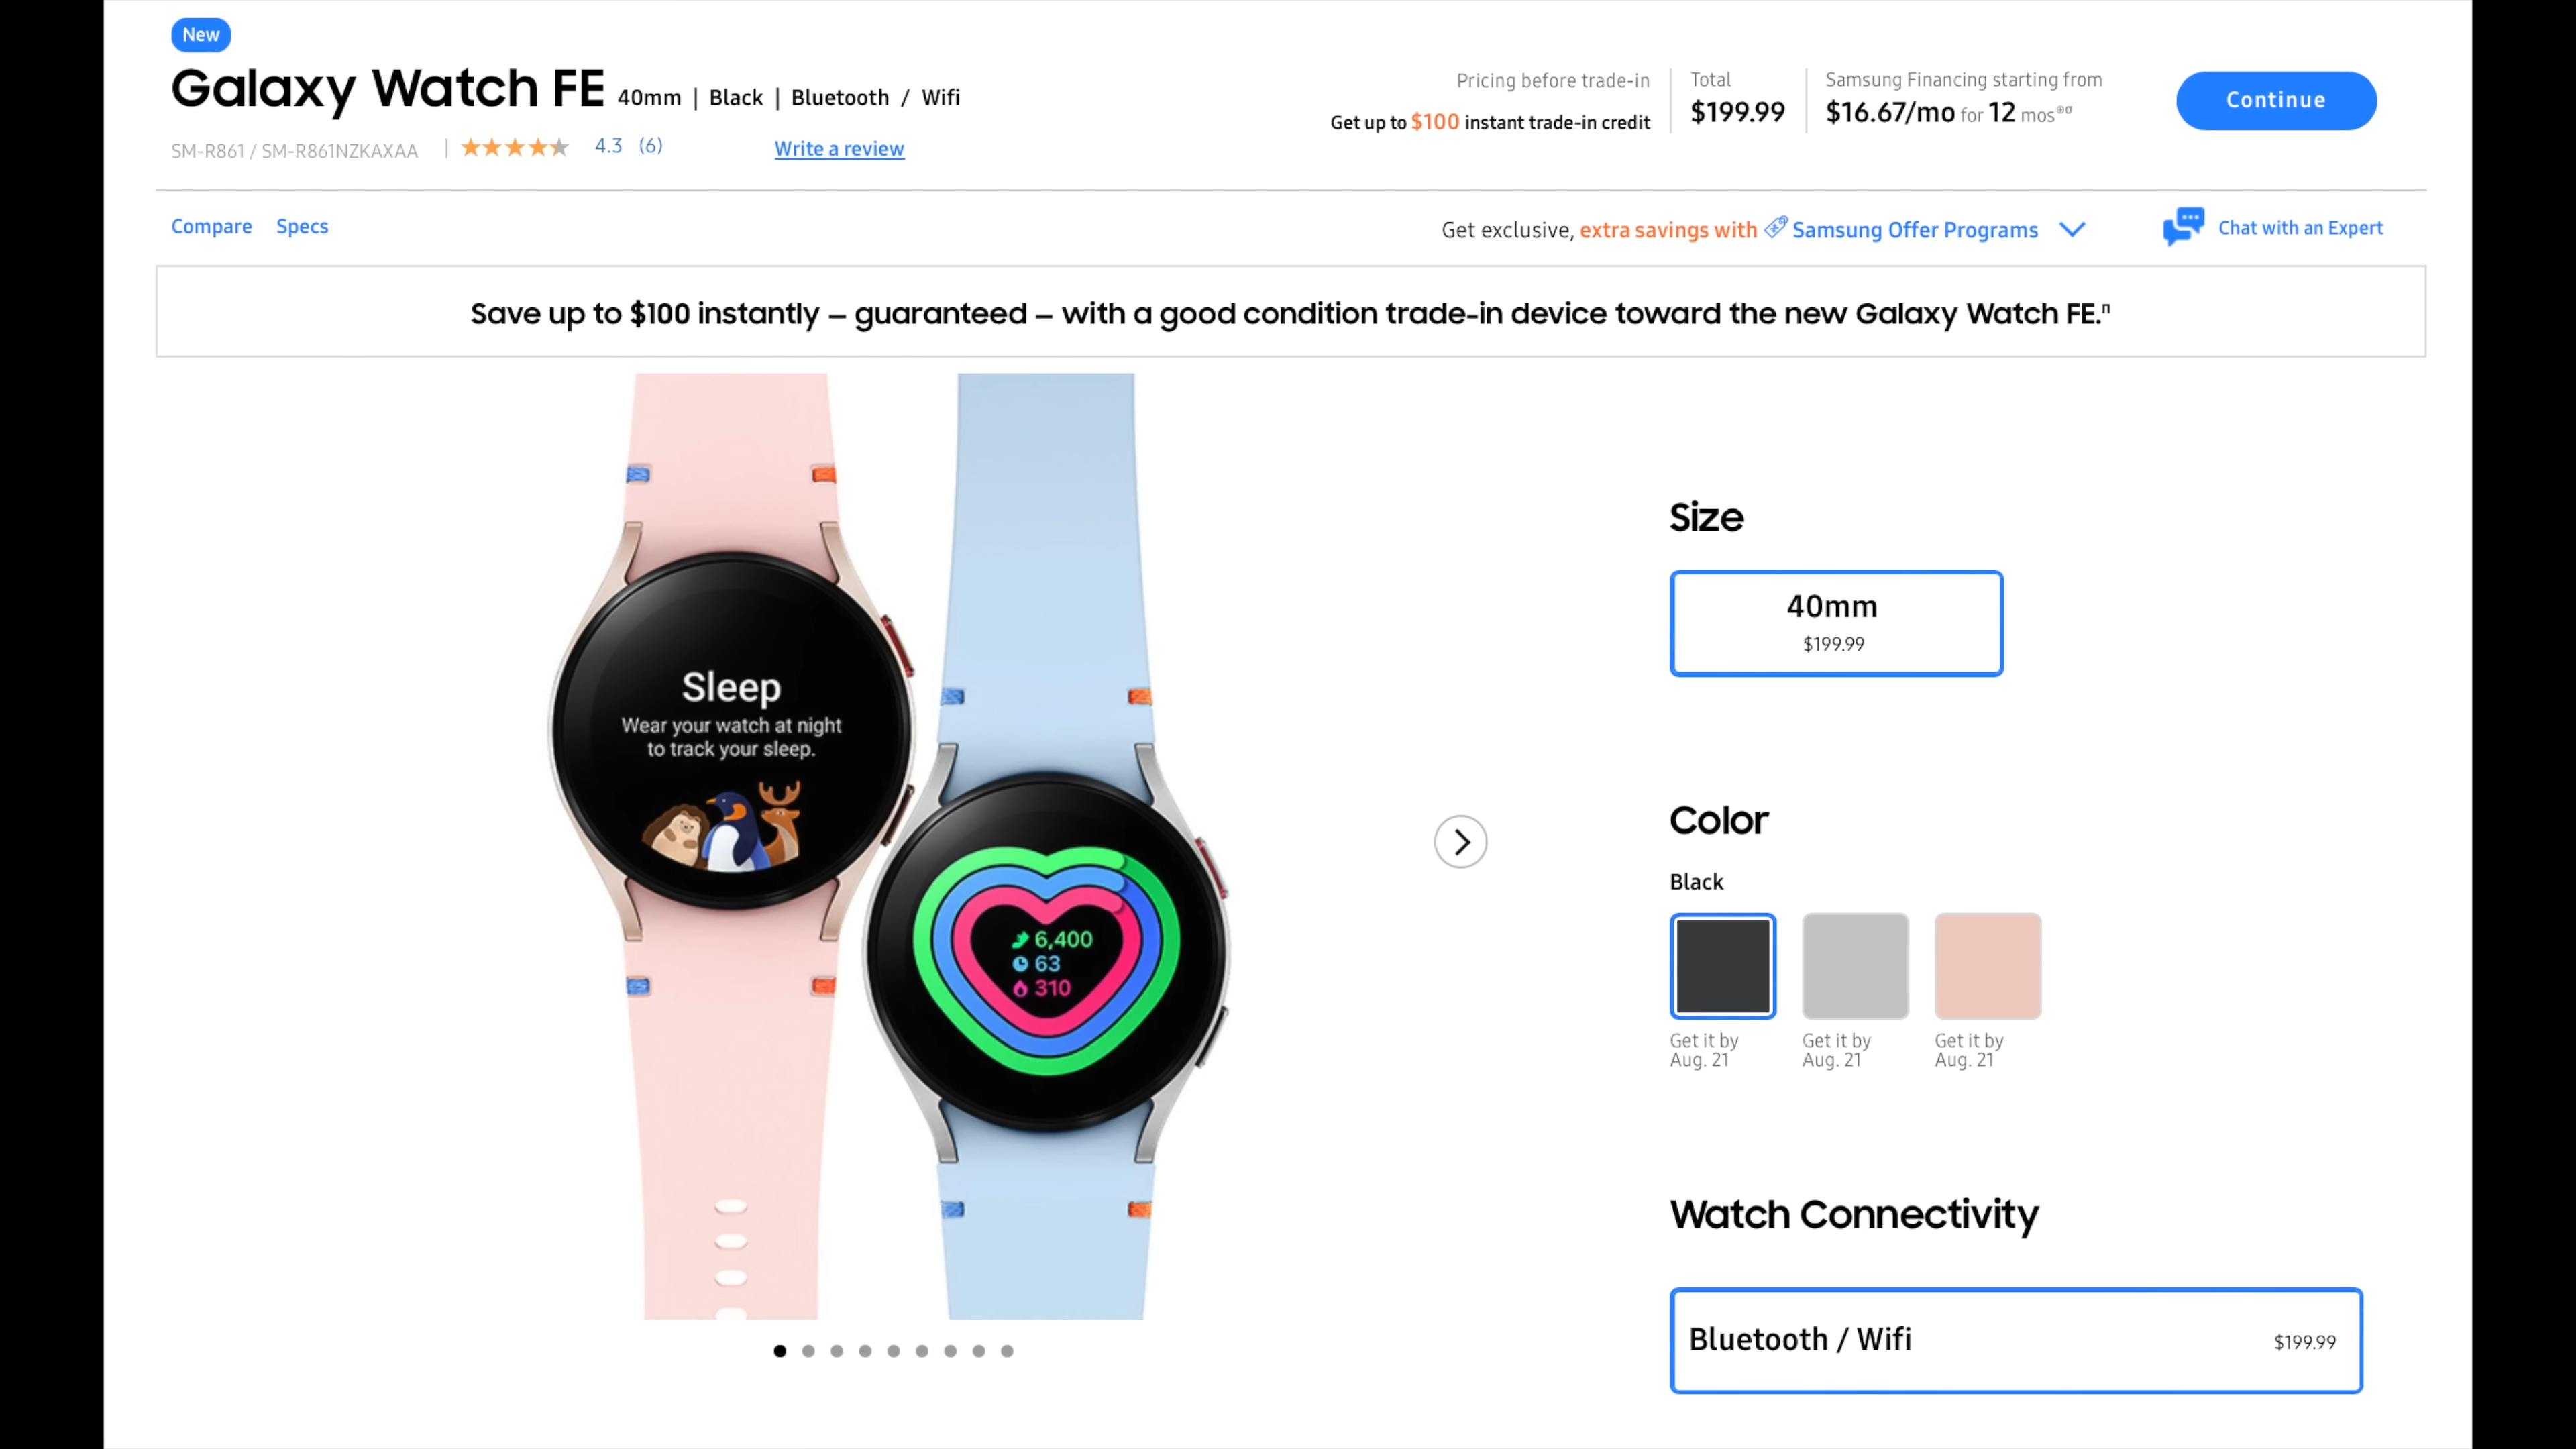 New
Galaxy Watch FE 40mm | Black | Bluetooth / Wifi
SM-R861 / SM-R861NZKAXAA | 4.3 (6) Write a review
Pricing before trade-in
Get up to $100 instant trade-in credit
Total
$199.99
Samsung Financing starting from
$16.67/mo for 12 mos⊕σ
Continue
Compare Specs
Get exclusive, extra savings with Samsung Offer Programs
Chat with an Expert
Save up to $100 instantly – guaranteed – with a good condition trade-in device toward the new Galaxy Watch FE.ⁿ
Sleep
Wear your watch at night
to track your sleep.
6,400
63
310
Size
40mm
$199.99
Color
Black
Get it by
Aug. 21
Get it by
Aug. 21
Get it by
Aug. 21
Watch Connectivity
Bluetooth / Wifi $199.99